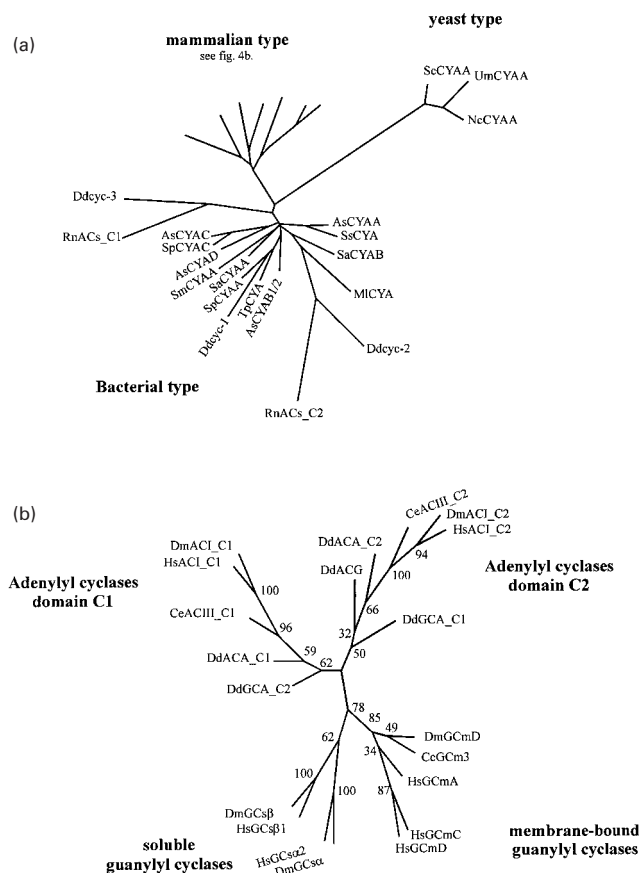 (a)
mammalian type
see fig. 4b.
yeast type
ScCYAA
UmCYAA
NcCYAA
Ddcyc-3
RnACs_C1
AsCYAC
SpCYAC
AsCYAD
SmCYAA
SaCYAA
SpCYAA
Ddcyc-1
TpCYA
AsCYAB1/2
AsCYAA
SsCYA
SaCYAB
MlCYA
Ddcyc-2
RnACs_C2
Bacterial type
(b)
Adenylyl cyclases
domain C1
DmACI_C1
HsACI_C1
100
CeACIII_C1
96
59
DdACA_C1
62
DdGCA_C2
CeACIII_C2
DmACI_C2
HsACI_C2
94
100
DdACA_C2
DdACG
66
32
DdGCA_C1
50
Adenylyl cyclases
domain C2
78
85
49
DmGCmD
CeGCm3
34
HsGCmA
87
HsGCmC
HsGCmD
62
100
100
DmGCsβ
HsGCsβ1
HsGCsα2
DmGCsα
soluble
guanylyl cyclases
membrane-bound
guanylyl cyclases